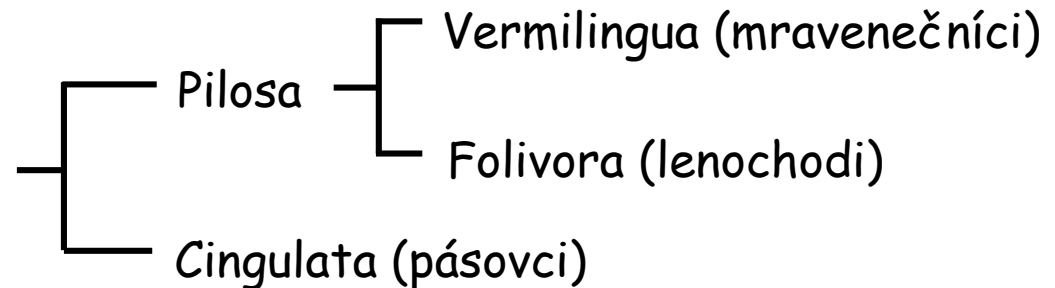 Vermilingua (mravenečníci)
Pilosa
Folivora (lenochodi)
Cingulata (pásovci)